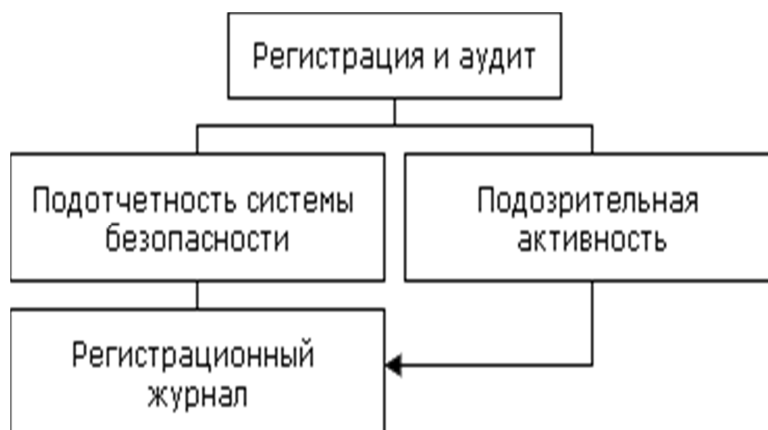 Регистрация и аудит
Подотчетность системы
безопасности
Подозрительная
активность
Регистрационный
журнал